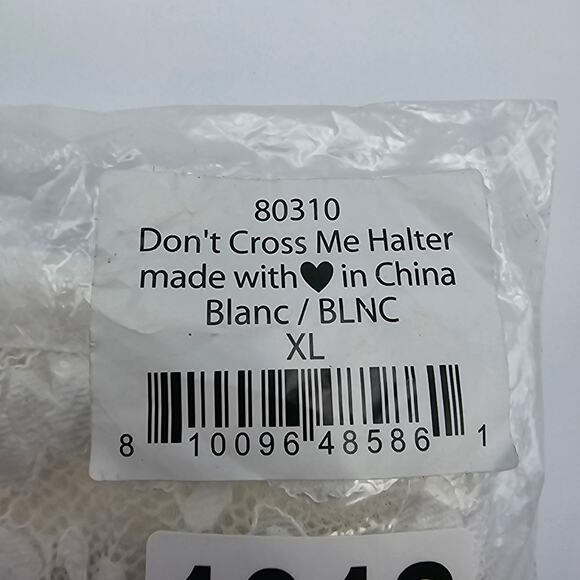 80310
Don't Cross Me Halter
made with♥in China
Blanc / BLNC
XL
8 10096 48586 1